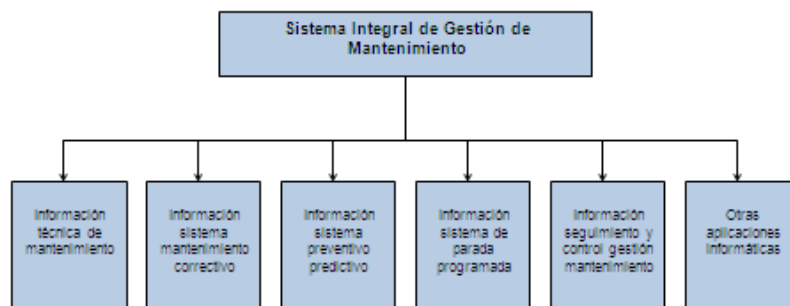 Sistema Integral de Gestión de
Mantenimiento
Información
técnica de
mantenimiento
Información
sistema
mantenimiento
correctivo
Información
sistema
preventivo
predictivo
Información
sistema de
parada
programada
Información
seguimiento y
control gestión
mantenimiento
Otras
aplicaciones
informáticas